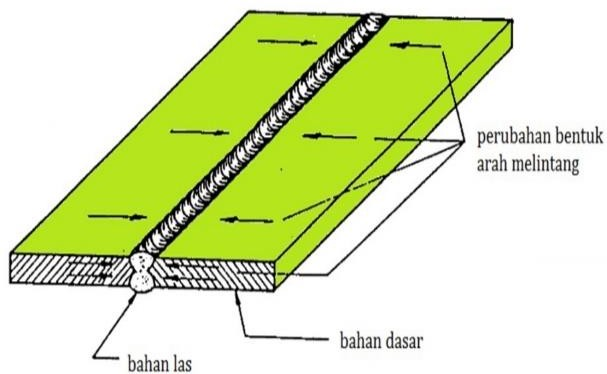 perubahan bentuk
arah melintang
bahan dasar
bahan las